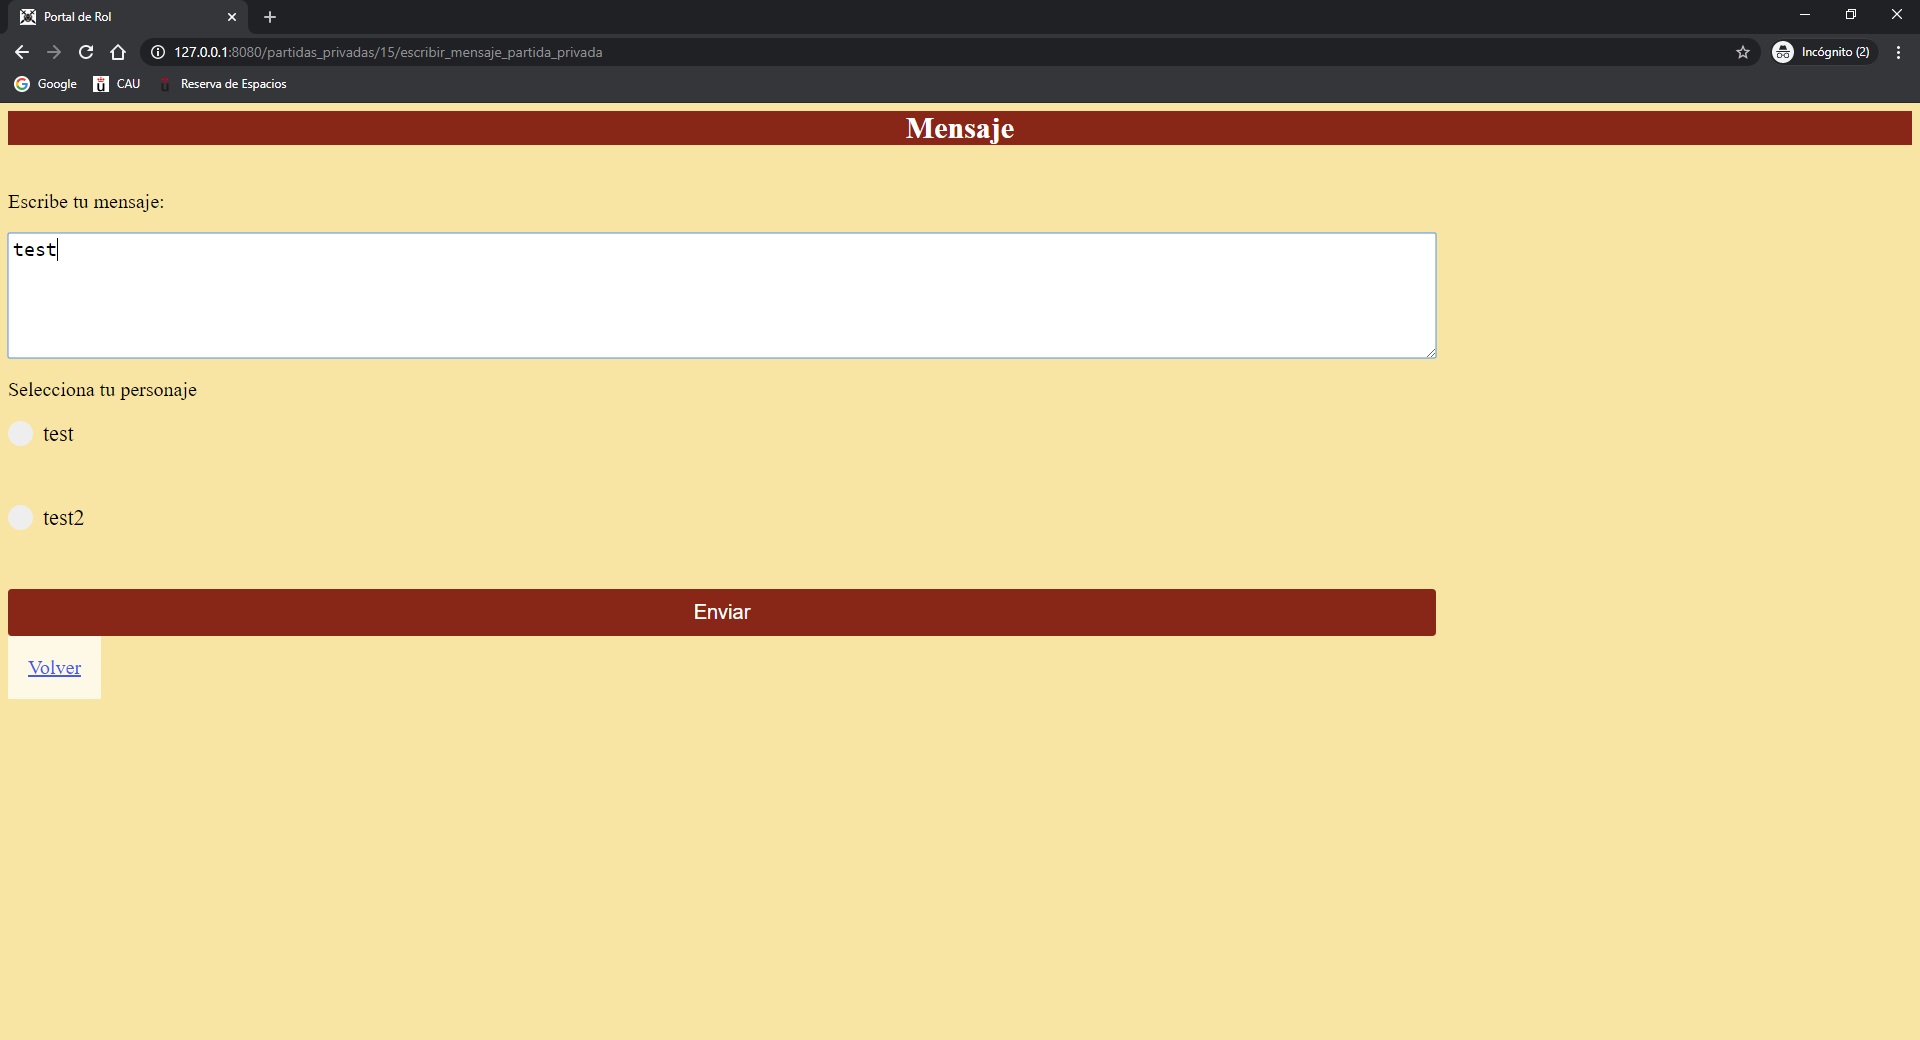 Portal de Rol
127.0.0.1:8080/partidas_privadas/15/escribir_mensaje_partida_privada
Incógnito (2)
Google CAU Reserva de Espacios
Mensaje
Escribe tu mensaje:
test
Selecciona tu personaje
test
test2
Enviar
Volver